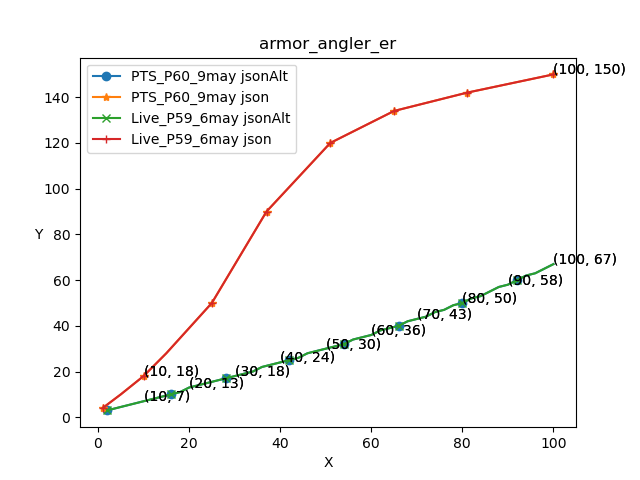 armor_angler_er
PTS_P60_9may jsonAlt
PTS_P60_9may json
Live_P59_6may jsonAlt
Live_P59_6may json
(100, 150)
(100, 67)
(90, 58)
(80, 50)
(70, 43)
(60, 36)
(50, 30)
(40, 24)
(30, 18)
(20, 13)
(10, 18)
(10, 7)
Y
140
120
100
80
60
40
20
0
0 20 40 60 80 100
X